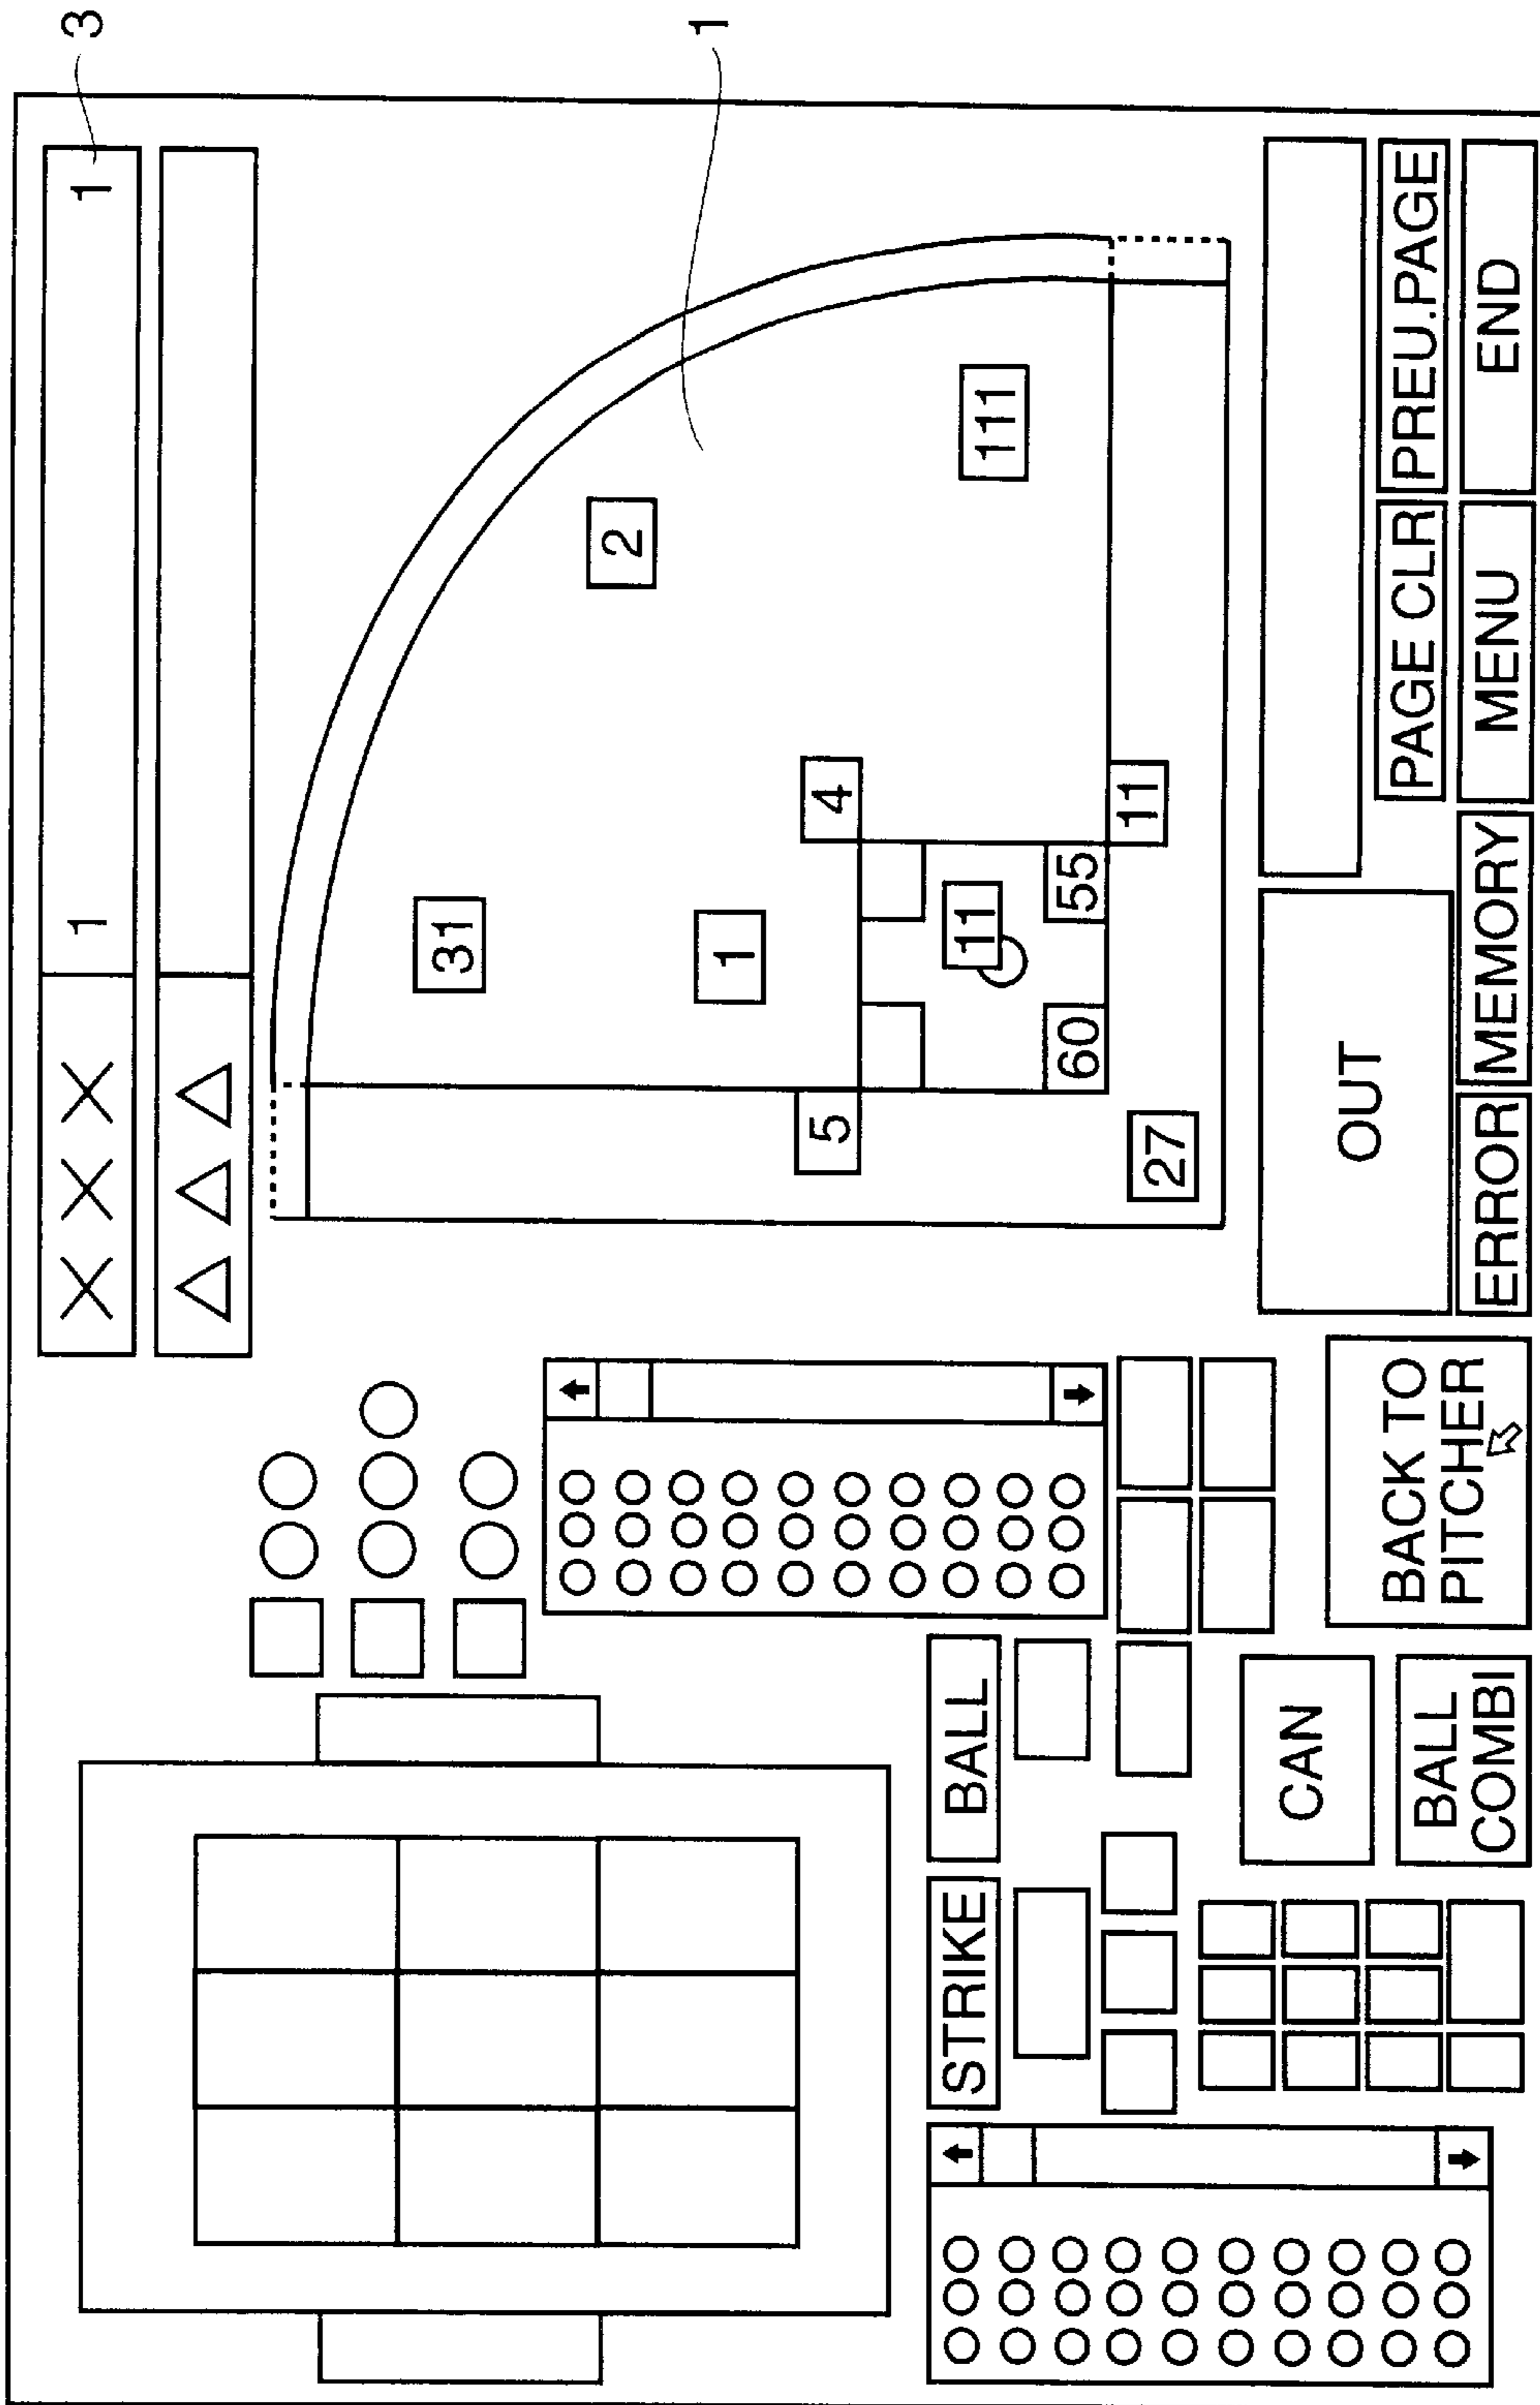 ××× 1 1 3
△△△
31
2
1
1
5 4
STRIKE BALL
11 111
60 55
11
27
CAN
OUT
BACK TO
PITCHER
PAGE CLR PREU.PAGE
BALL
COMBI
ERROR MEMORY MENU END